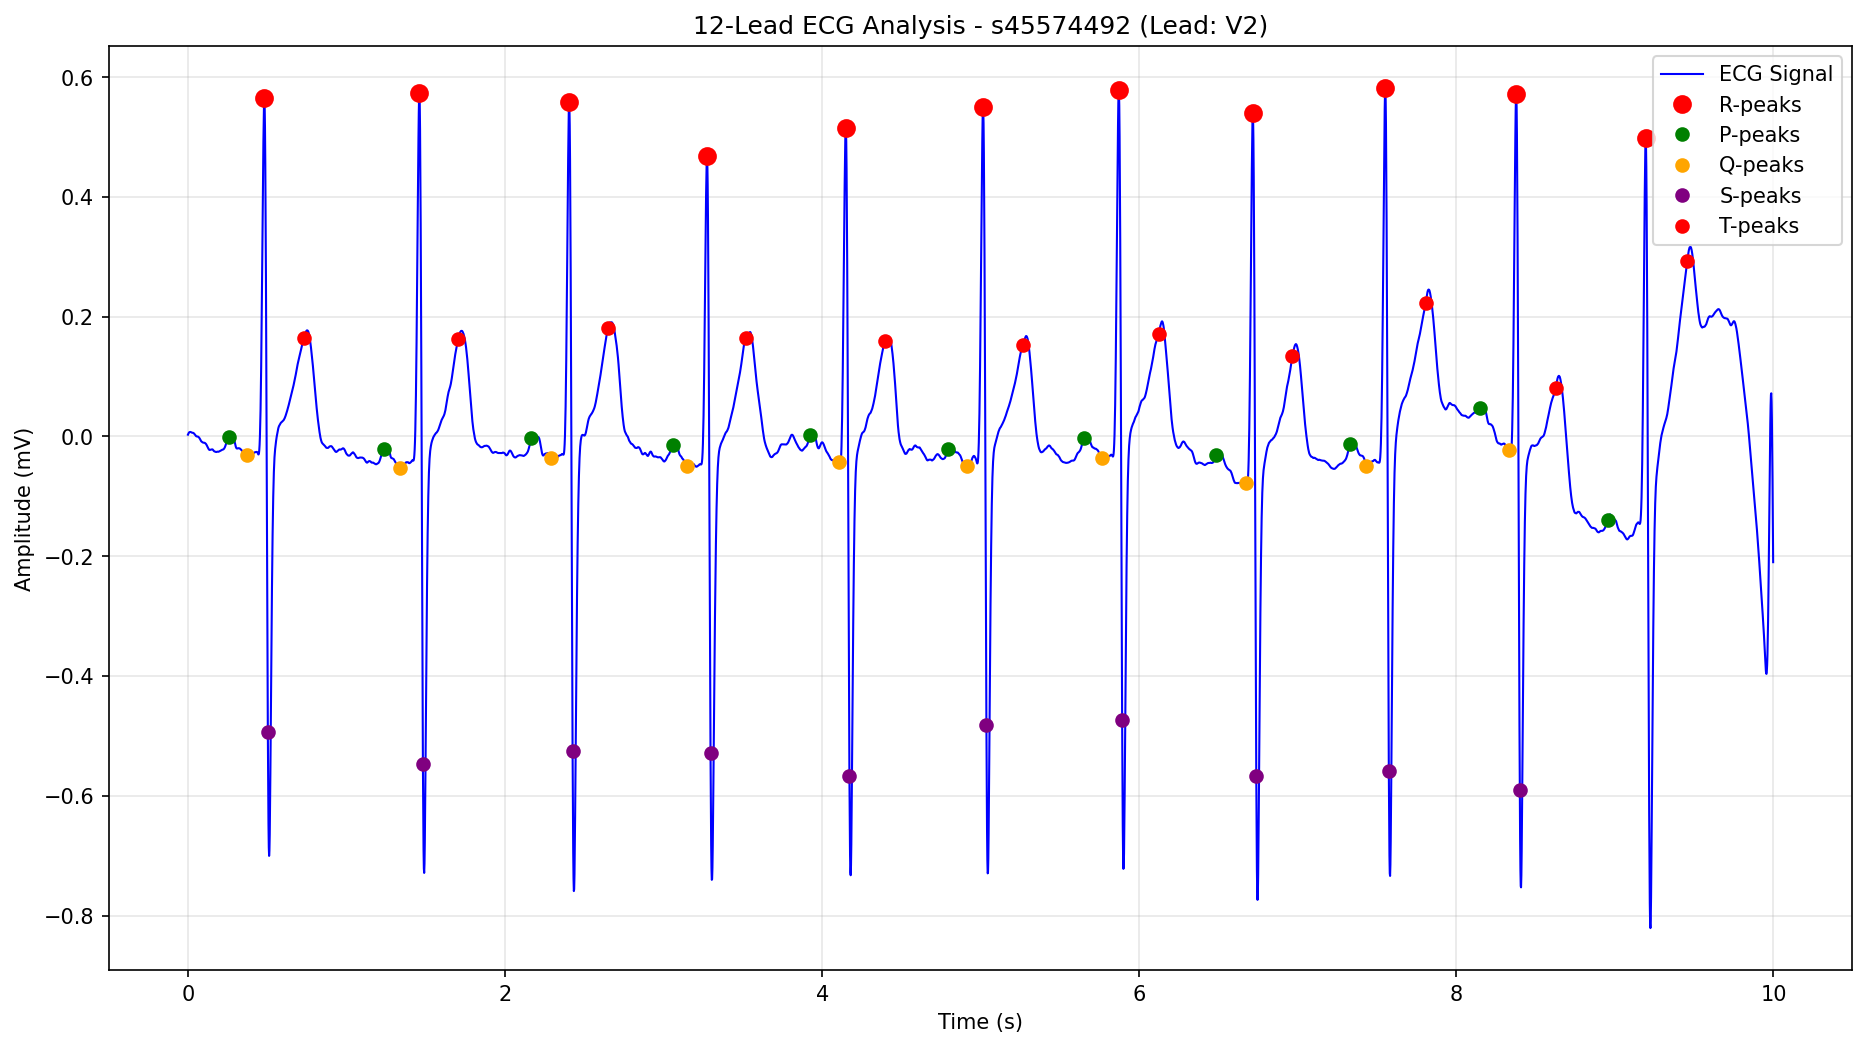 12-Lead ECG Analysis - s45574492 (Lead: V2)
ECG Signal
R-peaks
P-peaks
Q-peaks
S-peaks
T-peaks
Amplitude (mV)
0.6
0.4
0.2
0.0
−0.2
−0.4
−0.6
−0.8
0
2
4
6
8
10
Time (s)